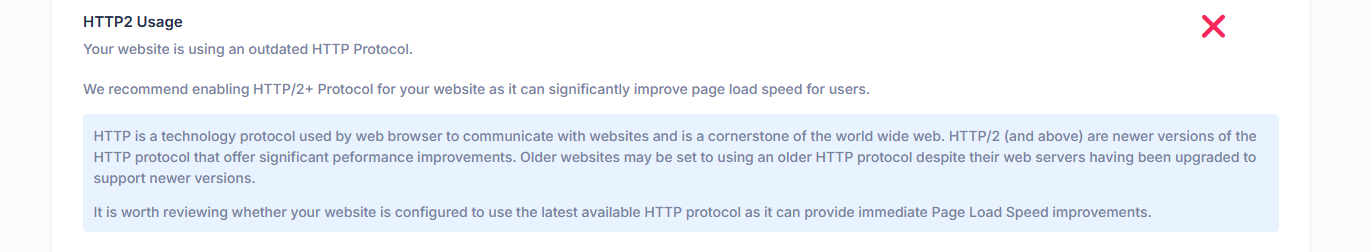 HTTP2 Usage
Your website is using an outdated HTTP Protocol.
We recommend enabling HTTP/2+ Protocol for your website as it can significantly improve page load speed for users.
HTTP is a technology protocol used by web browser to communicate with websites and is a cornerstone of the world wide web. HTTP/2 (and above) are newer versions of the
HTTP protocol that offer significant peformance improvements. Older websites may be set to using an older HTTP protocol despite their web servers having been upgraded to
support newer versions.
It is worth reviewing whether your website is configured to use the latest available HTTP protocol as it can provide immediate Page Load Speed improvements.